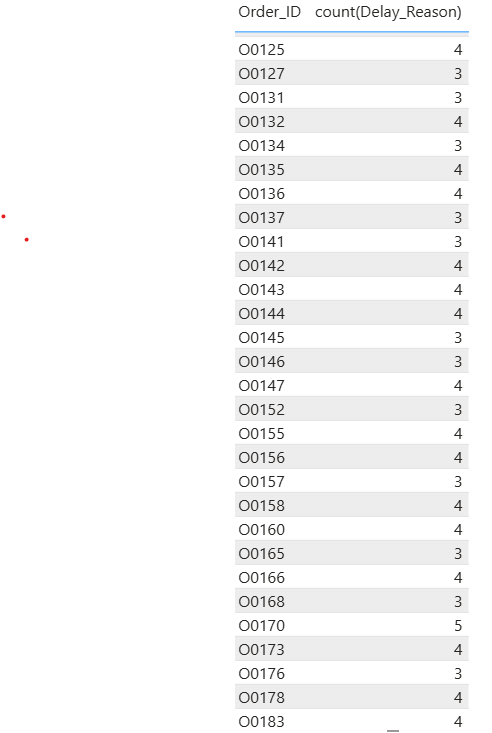 Order_ID count(Delay_Reason)
O0125 4
O0127 3
O0131 3
O0132 4
O0134 3
O0135 4
O0136 4
O0137 3
O0141 3
O0142 4
O0143 4
O0144 4
O0145 3
O0146 3
O0147 4
O0152 3
O0155 4
O0156 4
O0157 3
O0158 4
O0160 4
O0165 3
O0166 4
O0168 3
O0170 5
O0173 4
O0176 3
O0178 4
O0183 4